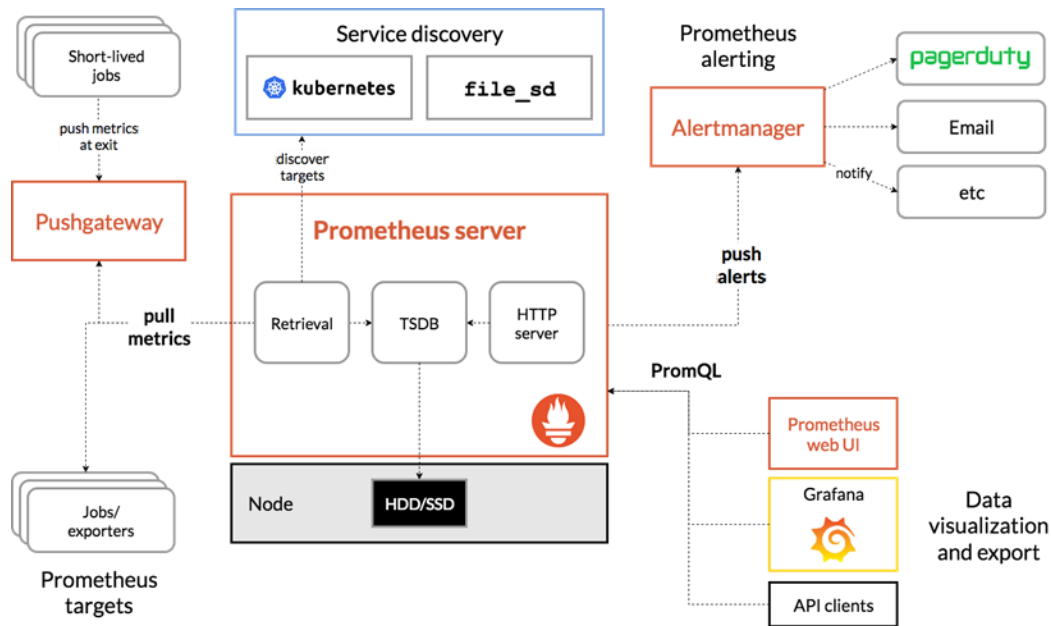 Short-lived
jobs
push metrics
at exit
Pushgateway
pull
metrics
Jobs/
exporters
Prometheus
targets
Service discovery
kubernetes
file_sd
discover
targets
Prometheus server
Retrieval
TSDB
HTTP
server
Node
HDD/SSD
Prometheus
alerting
Alertmanager
pagerduty
Email
etc
notify
push
alerts
PromQL
Prometheus
web UI
Grafana
API clients
Data
visualization
and export